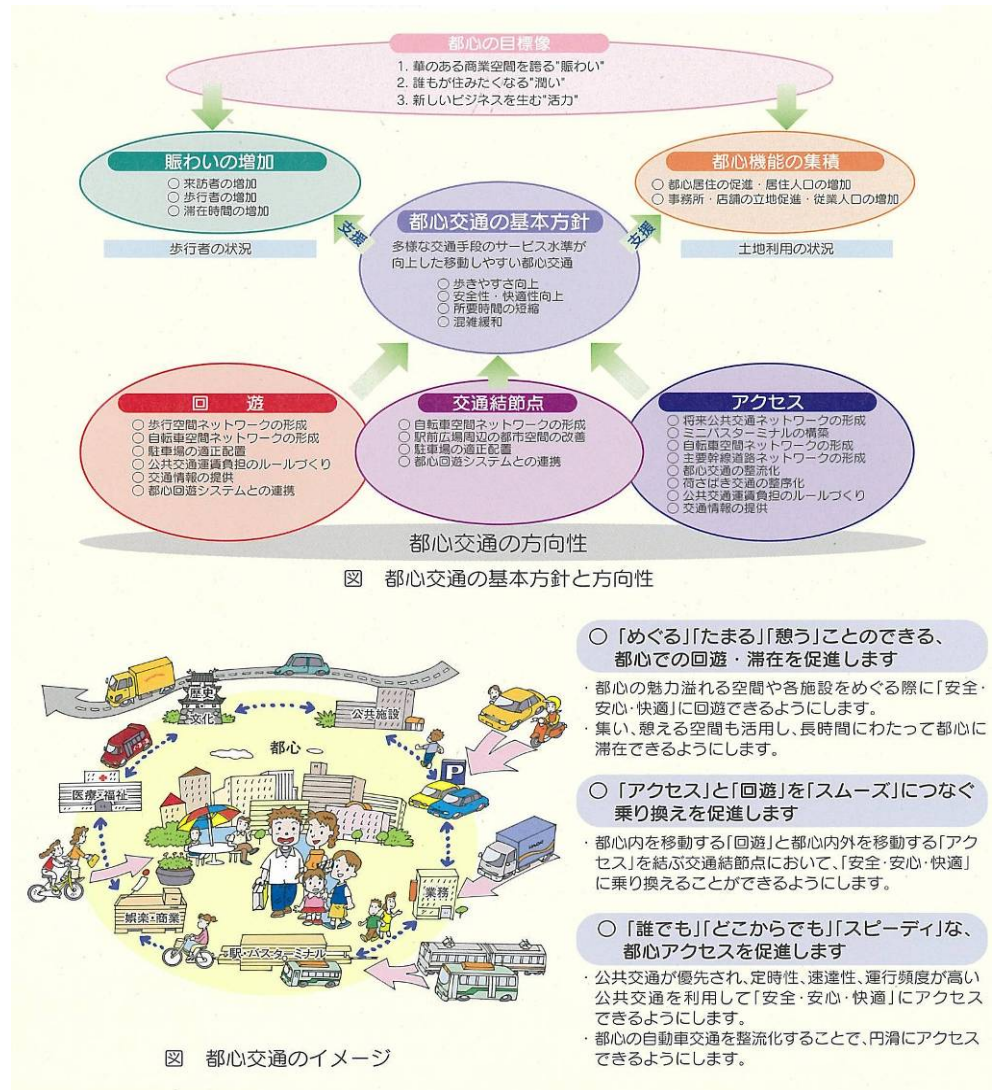 都心の目標像
1. 華のある商業空間を誇る"賑わい"
2. 誰もが住みたくなる"潤い"
3. 新しいビジネスを生む"活力"
賑わいの増加
○ 来訪者の増加
○ 歩行者の増加
○ 滞在時間の増加
歩行者の状況
都心機能の集積
○ 都心居住の促進・居住人口の増加
○ 事務所・店舗の立地促進・従業人口の増加
土地利用の状況
支援
支援
都心交通の基本方針
多様な交通手段のサービス水準が
向上した移動しやすい都心交通
○ 歩きやすさ向上
○ 安全性・快適性向上
○ 所要時間の短縮
○ 混雑緩和
回 遊
○ 歩行空間ネットワークの形成
○ 自転車空間ネットワークの形成
○ 駐車場の適正配置
○ 公共交通運賃負担のルールづくり
○ 交通情報の提供
○ 都心回遊システムとの連携
交通結節点
○ 自転車空間ネットワークの形成
○ 駅前広場周辺の都市空間の改善
○ 駐車場の適正配置
○ 都心回遊システムとの連携
アクセス
○ 将来公共交通ネットワークの形成
○ ミニバスターミナルの構築
○ 自転車空間ネットワークの形成
○ 主要幹線道路ネットワークの形成
○ 都心交通の整流化
○ 荷さばき交通の整序化
○ 公共交通運賃負担のルールづくり
○ 交通情報の提供
都心交通の方向性
図 都心交通の基本方針と方向性
歴史
文化
公共施設
都心
P
医療・福祉
業務
娯楽・商業
駅・バスターミナル
図 都心交通のイメージ
○ 「めぐる」「たまる」「憩う」ことのできる、
都心での回遊・滞在を促進します
・都心の魅力溢れる空間や各施設をめぐる際に「安全・
安心・快適」に回遊できるようにします。
・集い、憩える空間も活用し、長時間にわたって都心に
滞在できるようにします。
○ 「アクセス」と「回遊」を「スムーズ」につなぐ
乗り換えを促進します
・都心内を移動する「回遊」と都心内外を移動する「アク
セス」を結ぶ交通結節点において、「安全・安心・快適」
に乗り換えることができるようにします。
○ 「誰でも」「どこからでも」「スピーディ」な、
都心アクセスを促進します
・公共交通が優先され、定時性、速達性、運行頻度が高い
公共交通を利用して「安全・安心・快適」にアクセス
できるようにします。
・都心の自動車交通を整流化することで、円滑にアクセス
できるようにします。